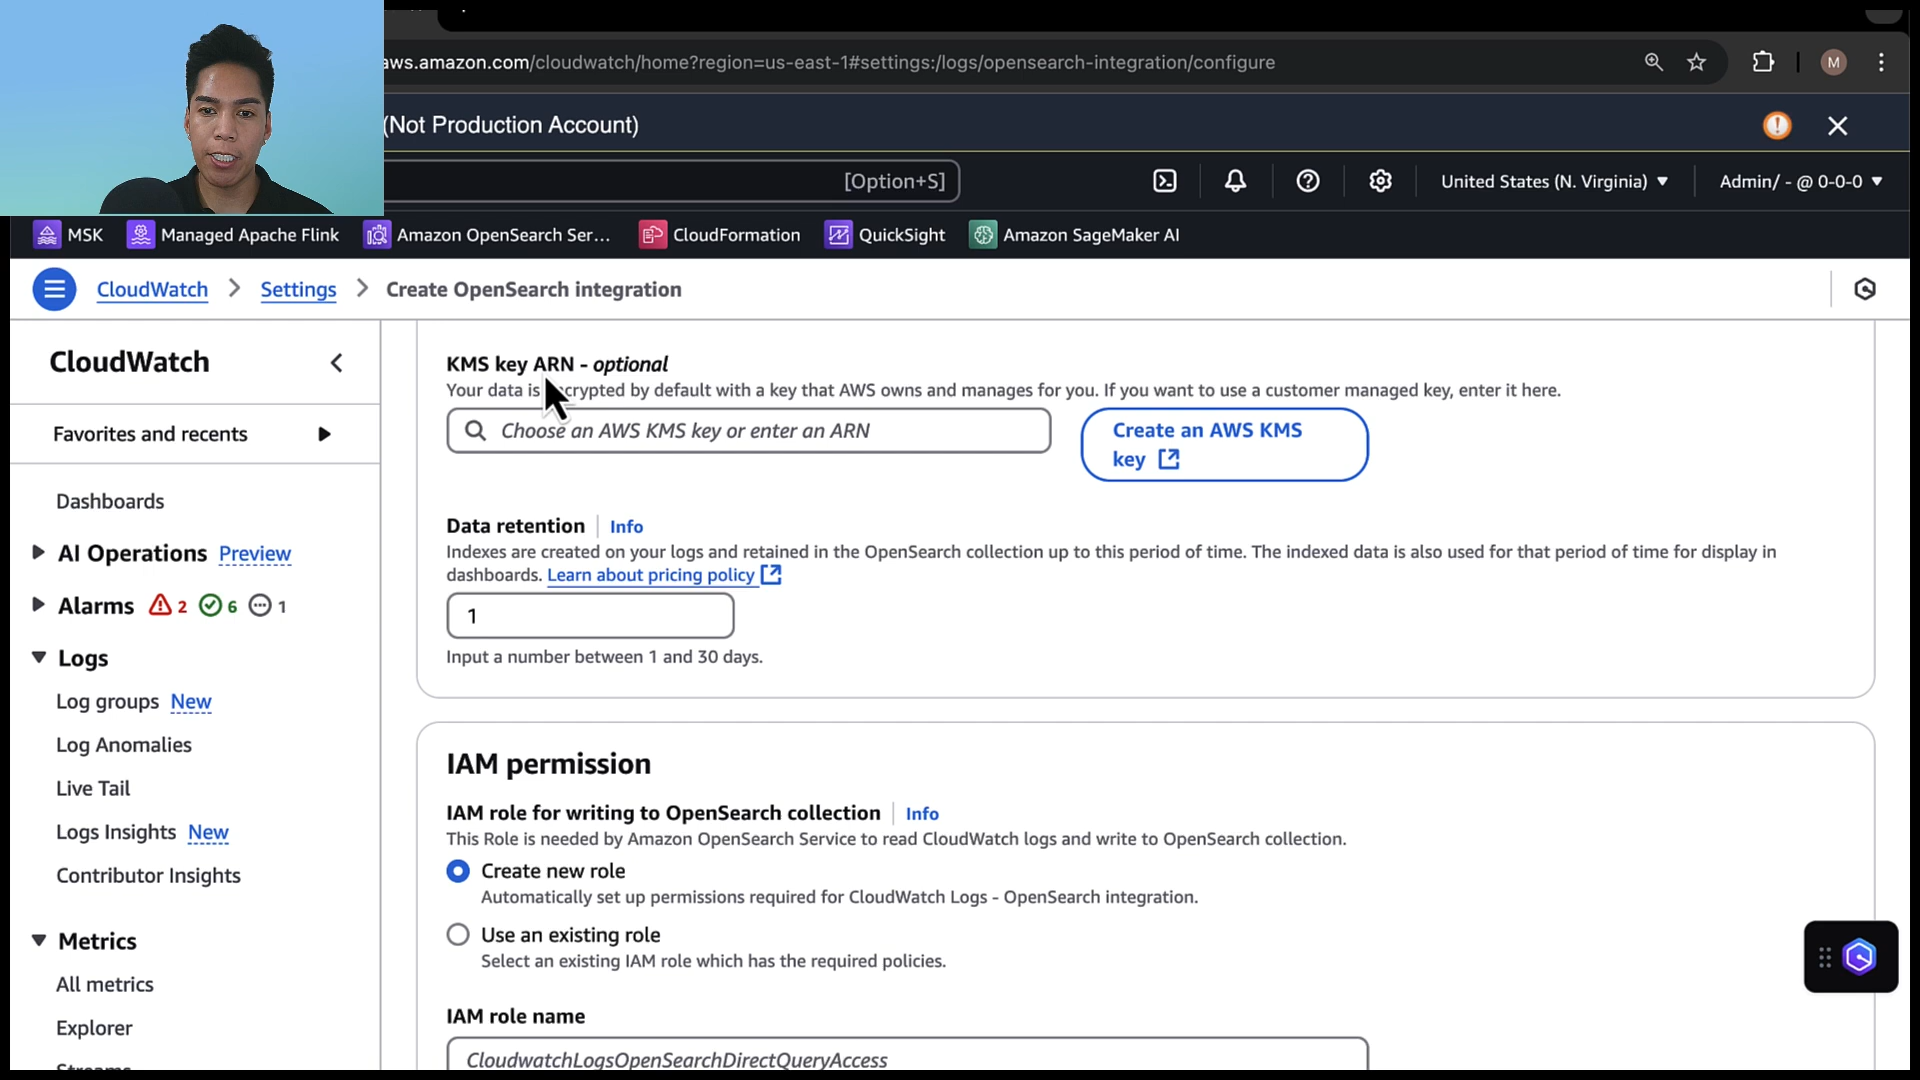 aws.amazon.com/cloudwatch/home?region=us-east-1#settings:/logs/opensearch-integration/configure
M
(Not Production Account)
[Option+S]
United States (N. Virginia)
Admin/ - @ 0-0-0
MSK
Managed Apache Flink
Amazon OpenSearch Ser...
CloudFormation
QuickSight
Amazon SageMaker AI
CloudWatch
Settings
Create OpenSearch integration
CloudWatch
Favorites and recents
Dashboards
AI Operations Preview
Alarms 2 6 1
Logs
Log groups New
Log Anomalies
Live Tail
Logs Insights New
Contributor Insights
Metrics
All metrics
Explorer
Streams
KMS key ARN - optional
Your data is encrypted by default with a key that AWS owns and manages for you. If you want to use a customer managed key, enter it here.
Choose an AWS KMS key or enter an ARN
Create an AWS KMS
key
Data retention Info
Indexes are created on your logs and retained in the OpenSearch collection up to this period of time. The indexed data is also used for that period of time for display in
dashboards. Learn about pricing policy
1
Input a number between 1 and 30 days.
IAM permission
IAM role for writing to OpenSearch collection Info
This Role is needed by Amazon OpenSearch Service to read CloudWatch logs and write to OpenSearch collection.
Create new role
Automatically set up permissions required for CloudWatch Logs - OpenSearch integration.
Use an existing role
Select an existing IAM role which has the required policies.
IAM role name
CloudwatchLogsOpenSearchDirectQueryAccess